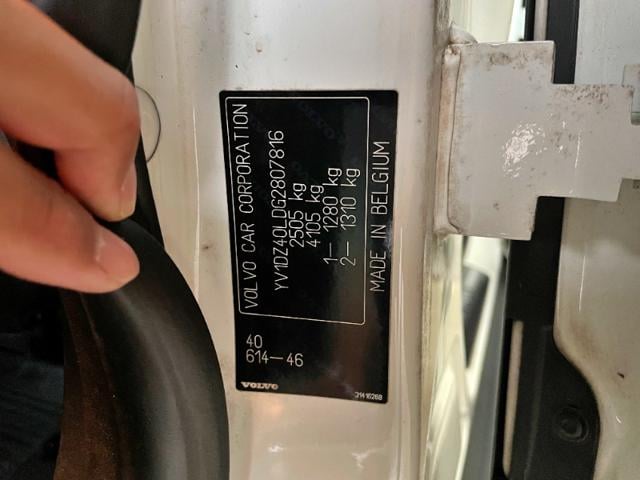 VOLVO CAR CORPORATION
YV1DZ40LDG2807816
2505 kg
4105 kg
1– 1280 kg
2– 1310 kg
MADE IN BELGIUM
40
614–46
VOLVO
31416268